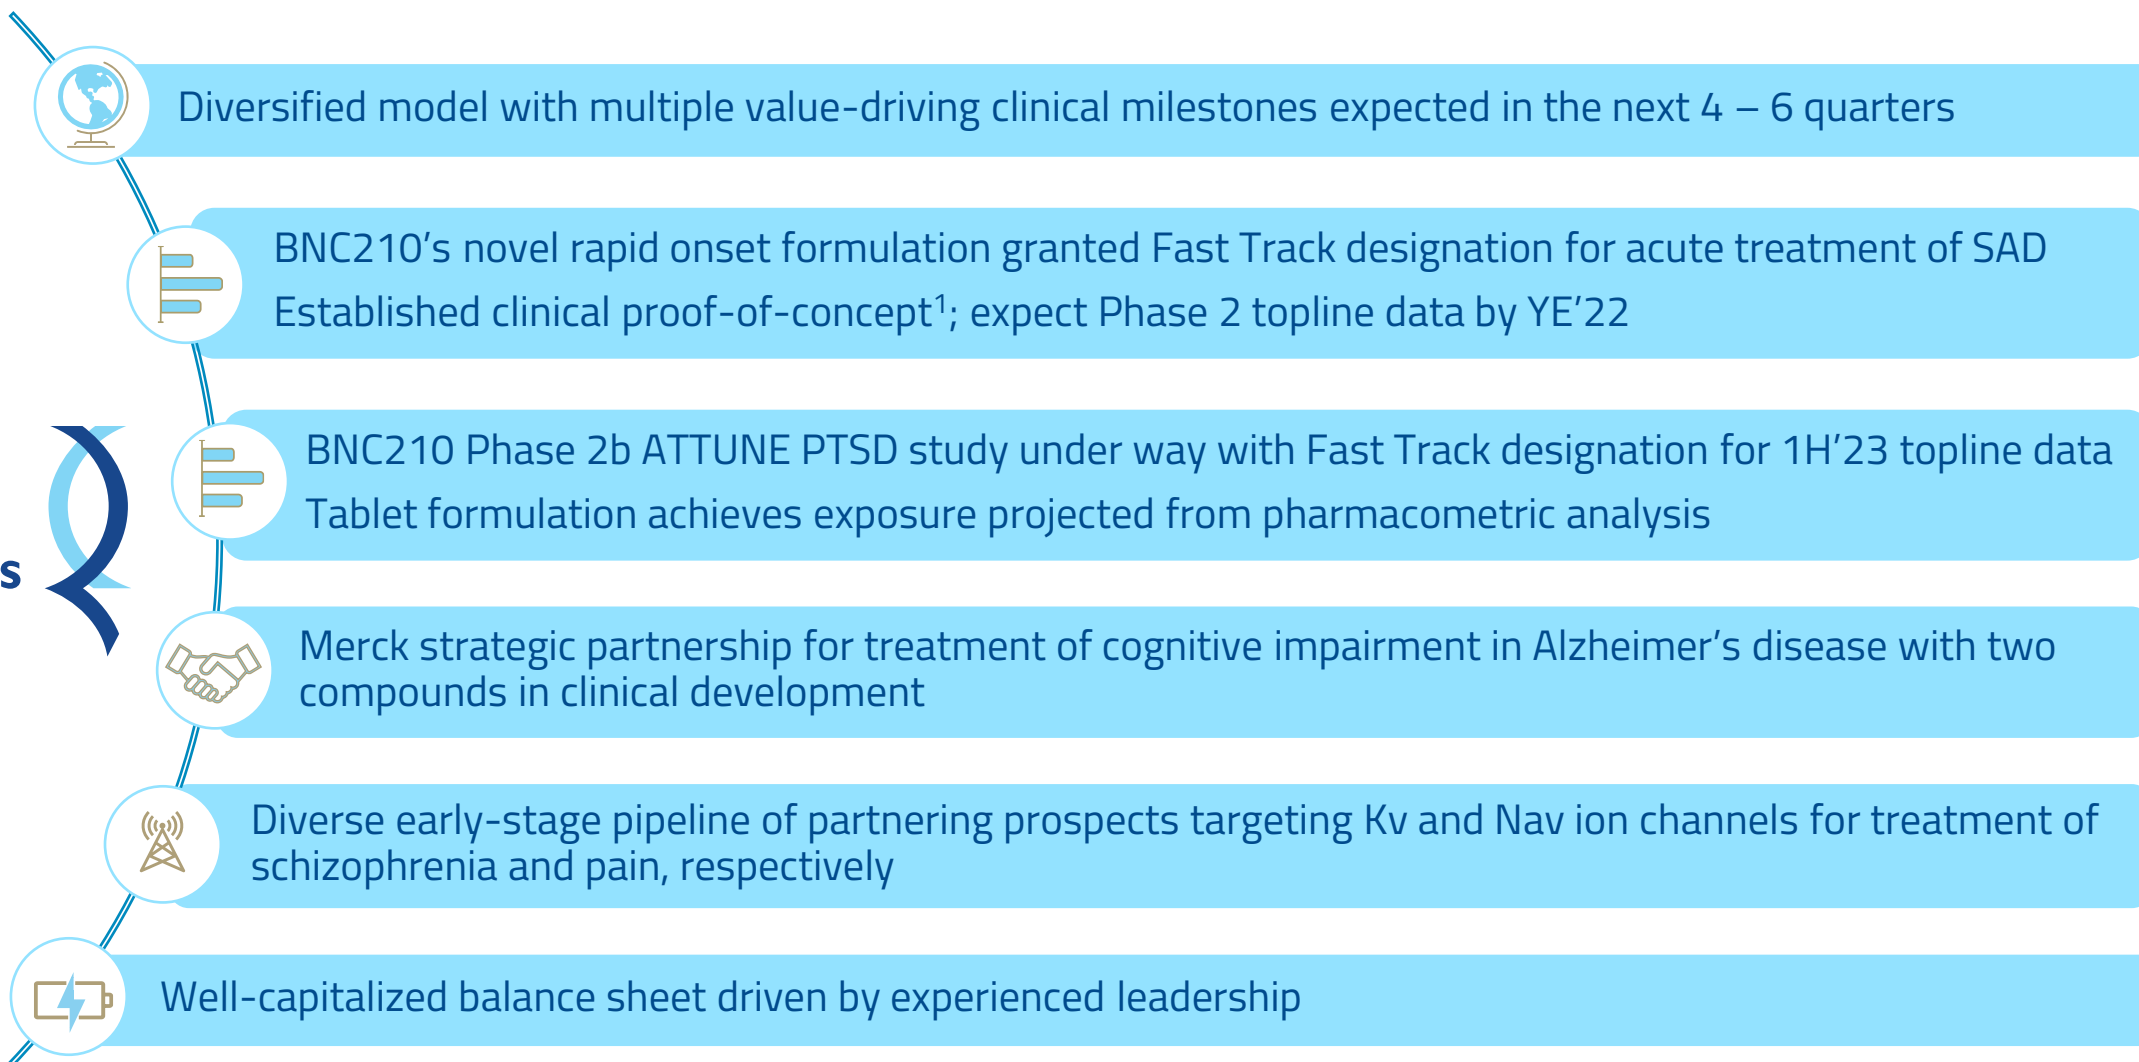 Diversified model with multiple value-driving clinical milestones expected in the next 4 – 6 quarters
BNC210’s novel rapid onset formulation granted Fast Track designation for acute treatment of SAD
Established clinical proof-of-concept¹; expect Phase 2 topline data by YE’22
BNC210 Phase 2b ATTUNE PTSD study under way with Fast Track designation for 1H’23 topline data
Tablet formulation achieves exposure projected from pharmacometric analysis
s
Merck strategic partnership for treatment of cognitive impairment in Alzheimer’s disease with two
compounds in clinical development
Diverse early-stage pipeline of partnering prospects targeting Kv and Nav ion channels for treatment of
schizophrenia and pain, respectively
Well-capitalized balance sheet driven by experienced leadership